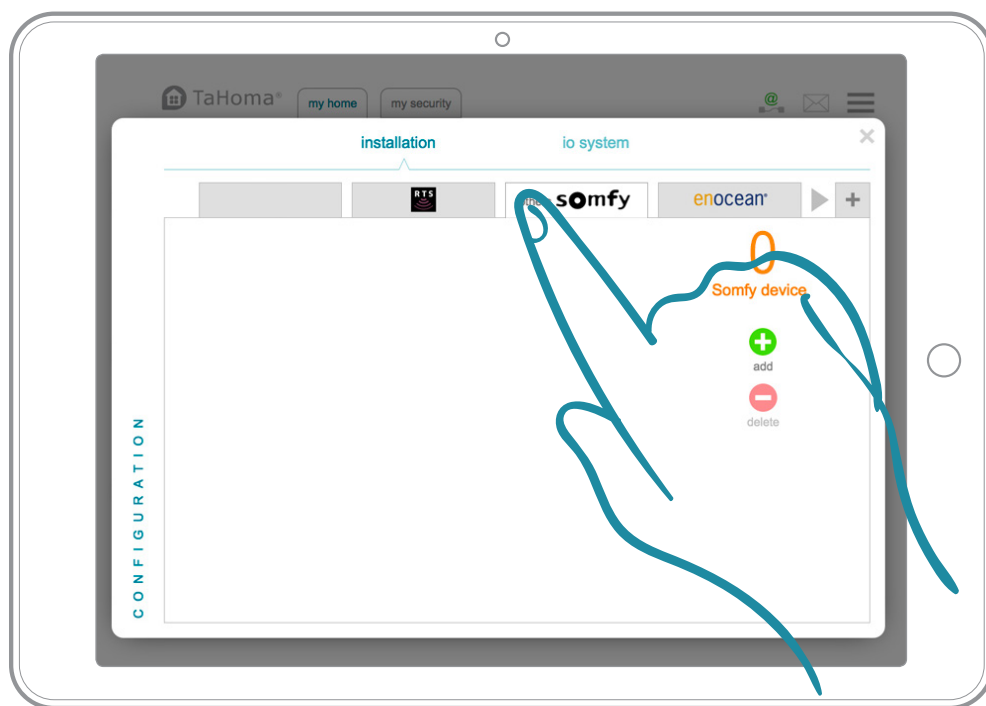 TaHoma®
my home
my security
@
installation
io system
×
RTS
somfy
enocean®
+
0
Somfy device
add
delete
CONFIGURATION